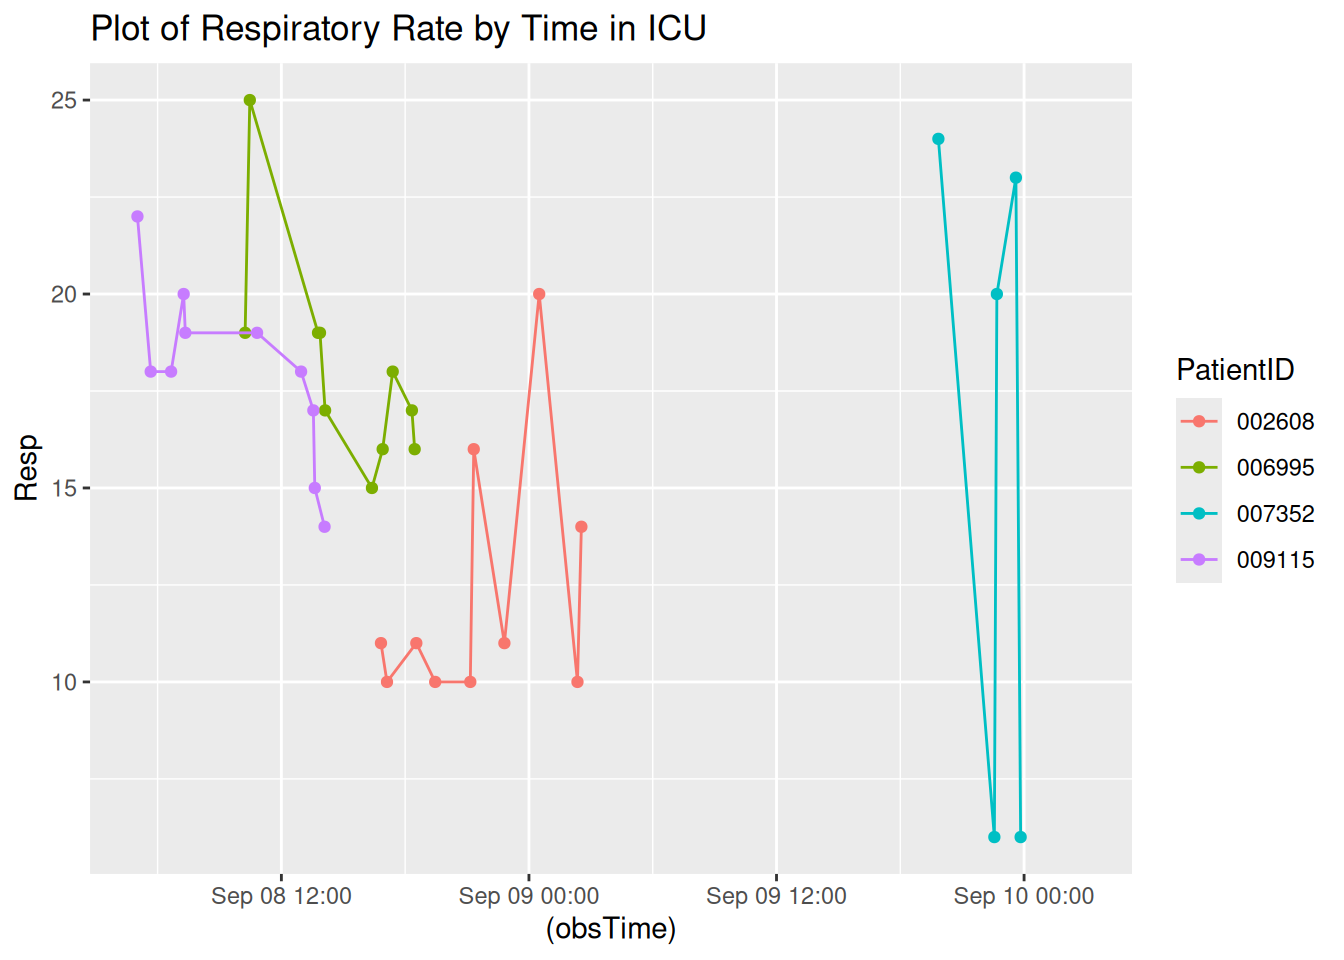 Plot of Respiratory Rate by Time in ICU
Resp
25
20
15
10
Sep 08 12:00 Sep 09 00:00 Sep 09 12:00 Sep 10 00:00
(obsTime)
PatientID
002608
006995
007352
009115